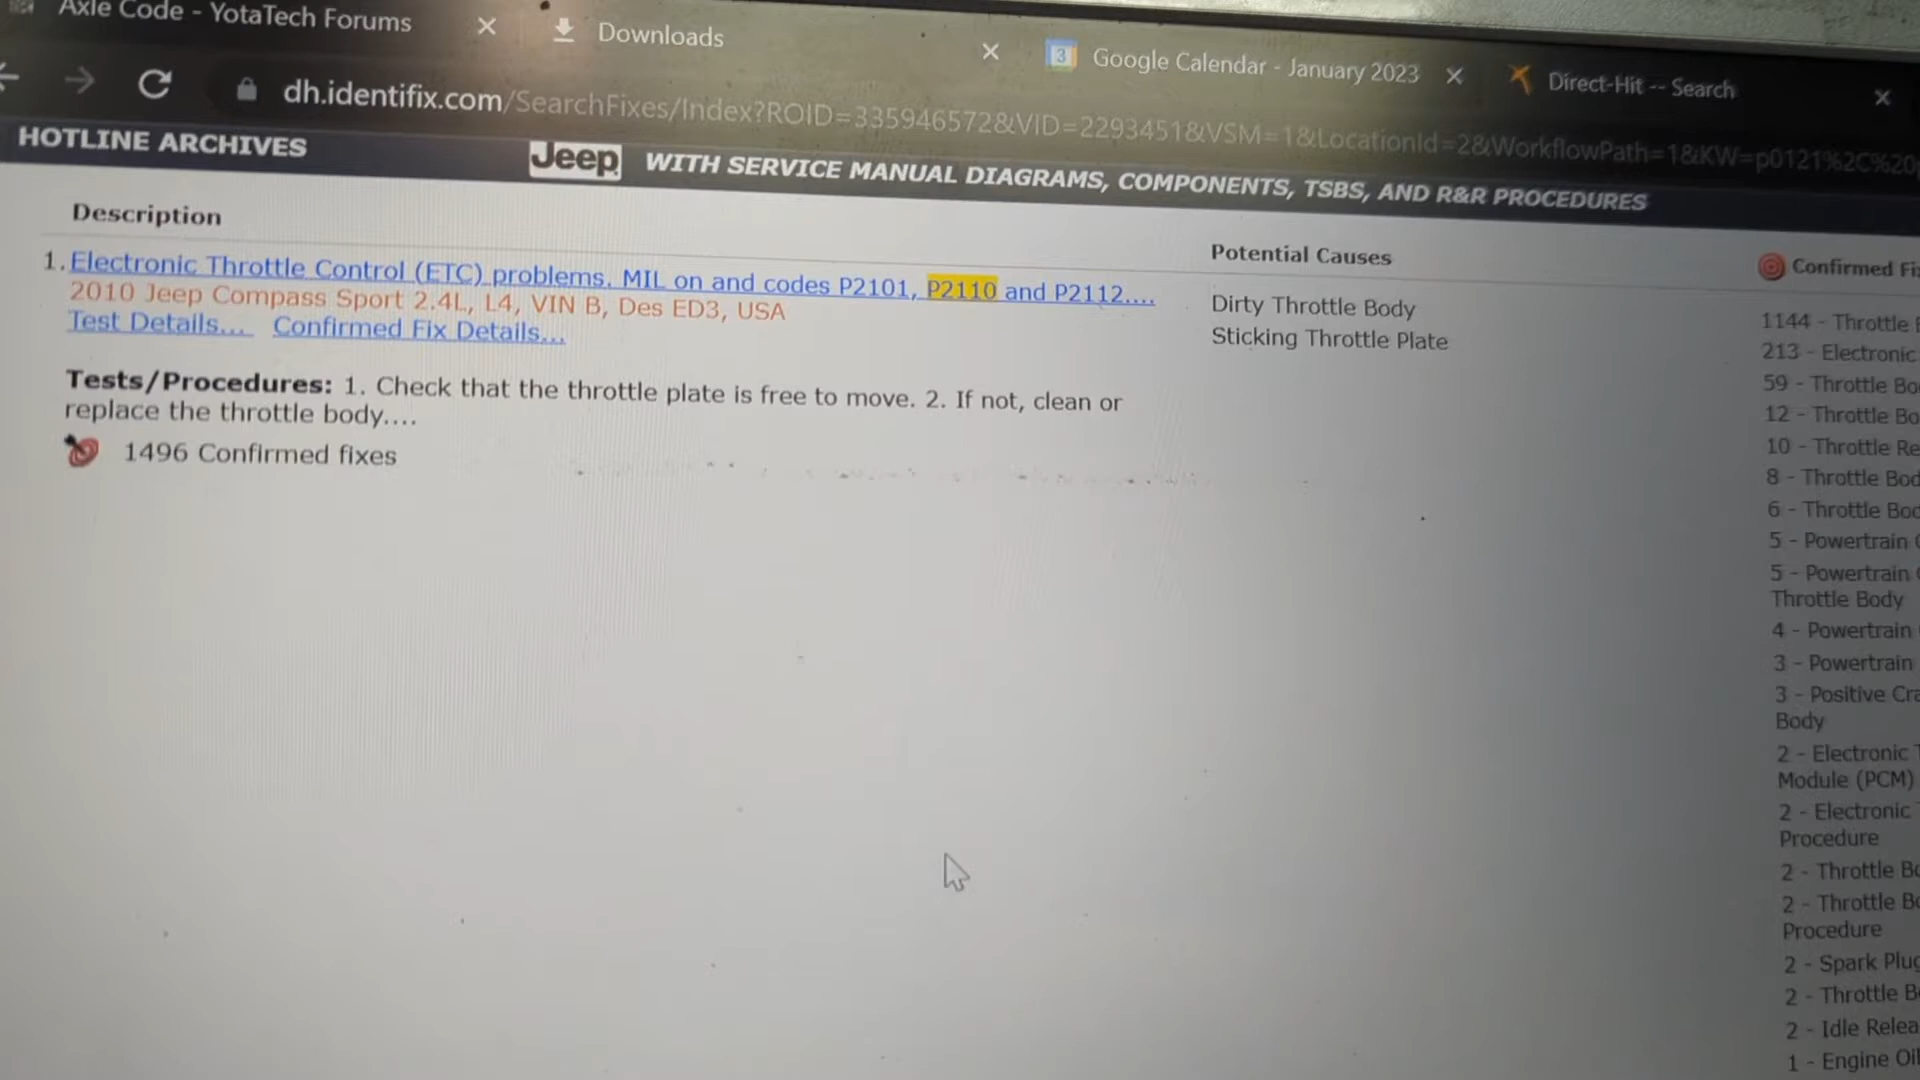 Axle Code - YotaTech Forums
Downloads
Google Calendar - January 2023
Direct-Hit -- Search
dh.identifix.com/SearchFixes/Index?ROID=335946572&VID=2293451&VSM=1&LocationId=2&WorkflowPath=1&KW=p0121%2C%20
HOTLINE ARCHIVES
Jeep WITH SERVICE MANUAL DIAGRAMS, COMPONENTS, TSBS, AND R&R PROCEDURES
Description
Potential Causes
Confirmed
1. Electronic Throttle Control (ETC) problems. MIL on and codes P2101, P2110 and P2112....
2010 Jeep Compass Sport 2.4L, L4, VIN B, Des ED3, USA
Test Details... Confirmed Fix Details...
Tests/Procedures: 1. Check that the throttle plate is free to move. 2. If not, clean or
replace the throttle body....
1496 Confirmed fixes
Dirty Throttle Body
Sticking Throttle Plate
1144 - Throttle
213 - Electronic
59 - Throttle
12 - Throttle
10 - Throttle
8 - Throttle
6 - Throttle
5 - Powertrain
5 - Powertrain
Throttle Body
4 - Powertrain
3 - Powertrain
3 - Positive
Body
2 - Electronic
Module (PCM)
2 - Electronic
Procedure
2 - Throttle
2 - Throttle
Procedure
2 - Spark
2 - Throttle
2 - Idle
1 - Engine